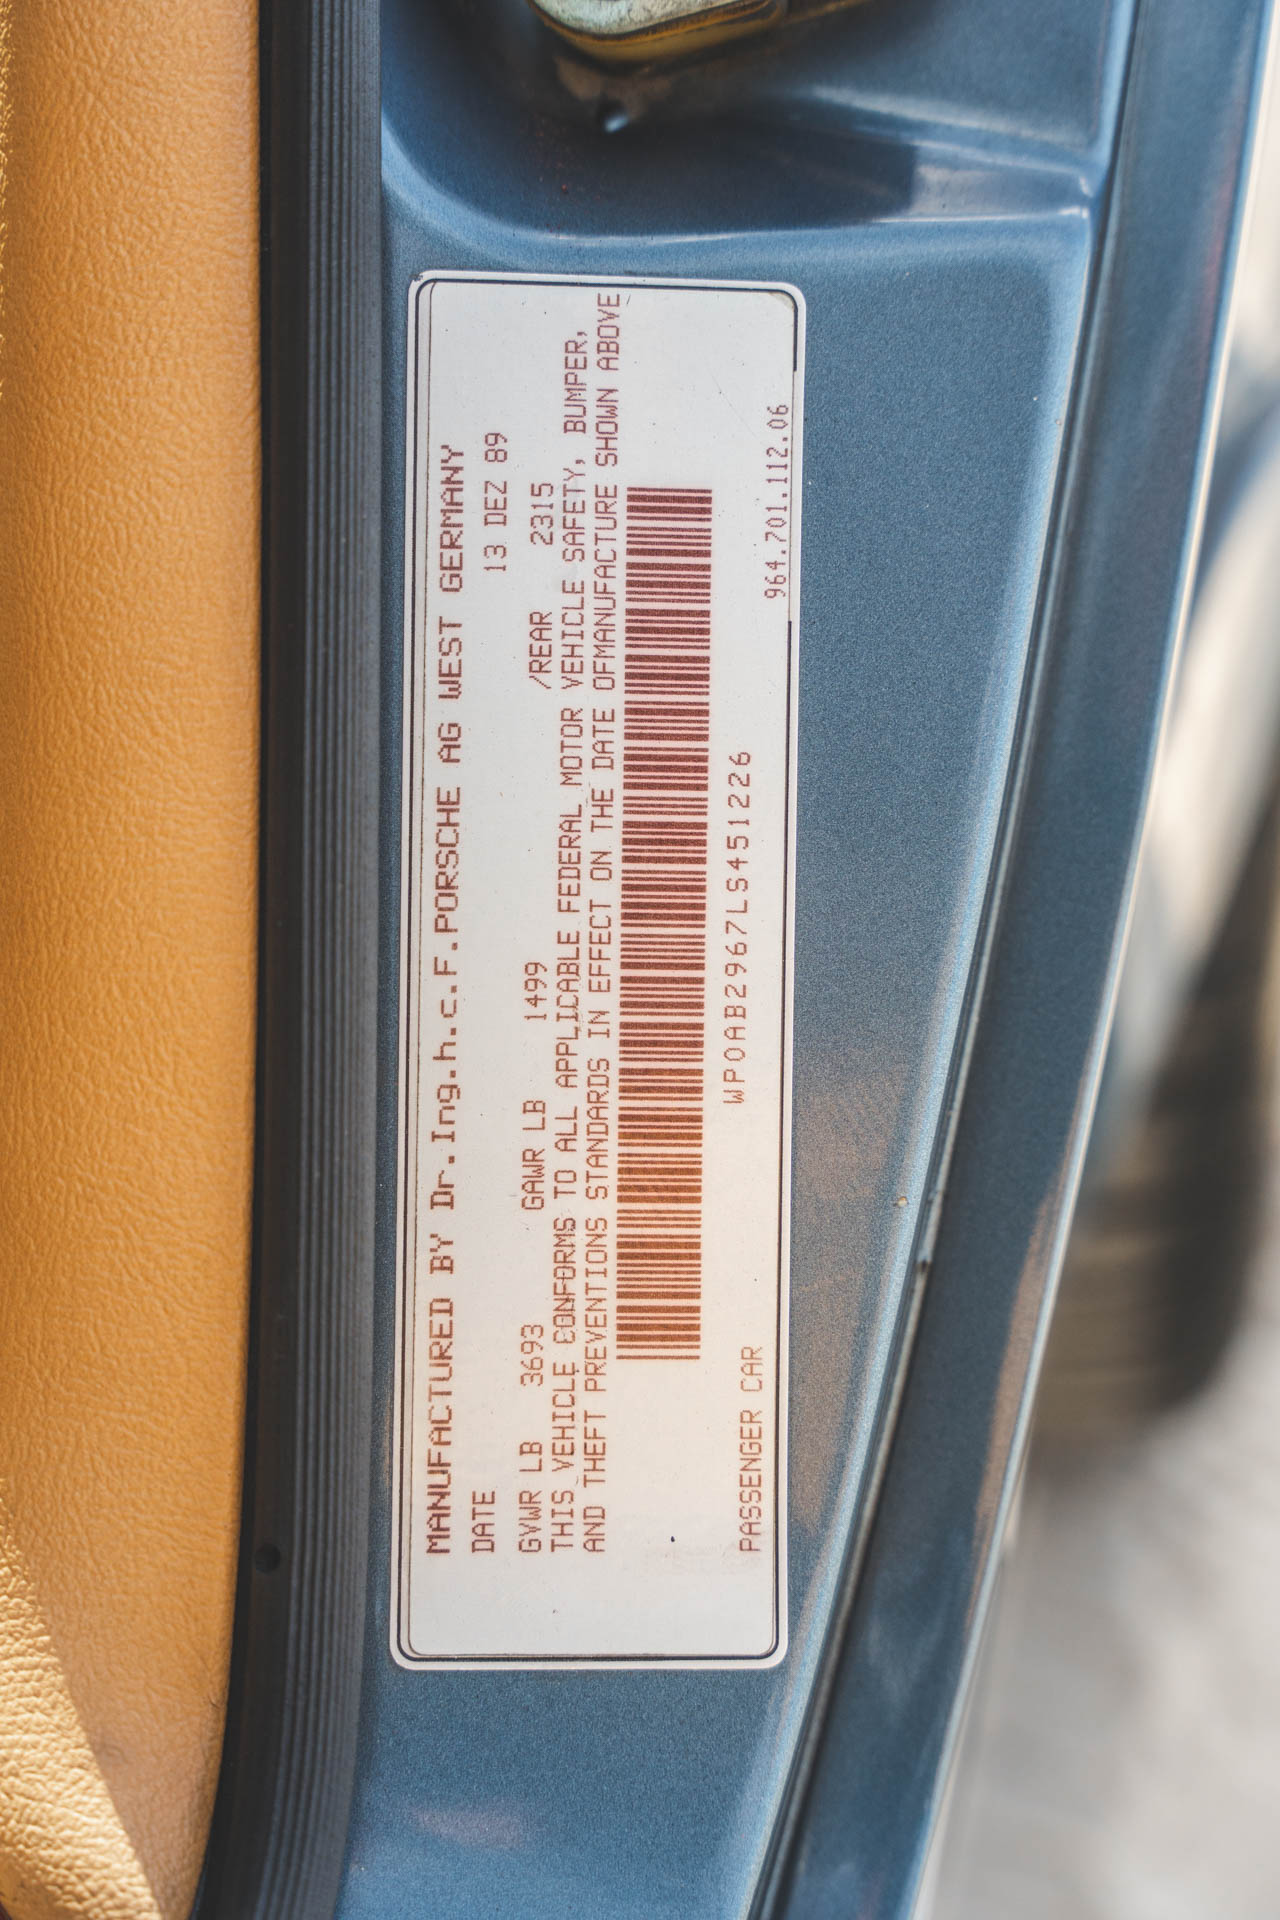 MANUFACTURED BY Dr.Ing.h.c.F.PORSCHE AG WEST GERMANY
DATE 13 DEZ 89
GVWR LB 3693 GAWR LB 1499 /REAR 2315
THIS VEHICLE CONFORMS TO ALL APPLICABLE FEDERAL MOTOR VEHICLE SAFETY, BUMPER,
AND THEFT PREVENTIONS STANDARDS IN EFFECT ON THE DATE OFMANUFACTURE SHOWN ABOVE
WP0AB2967LS451226
PASSENGER CAR
964.701.112.06